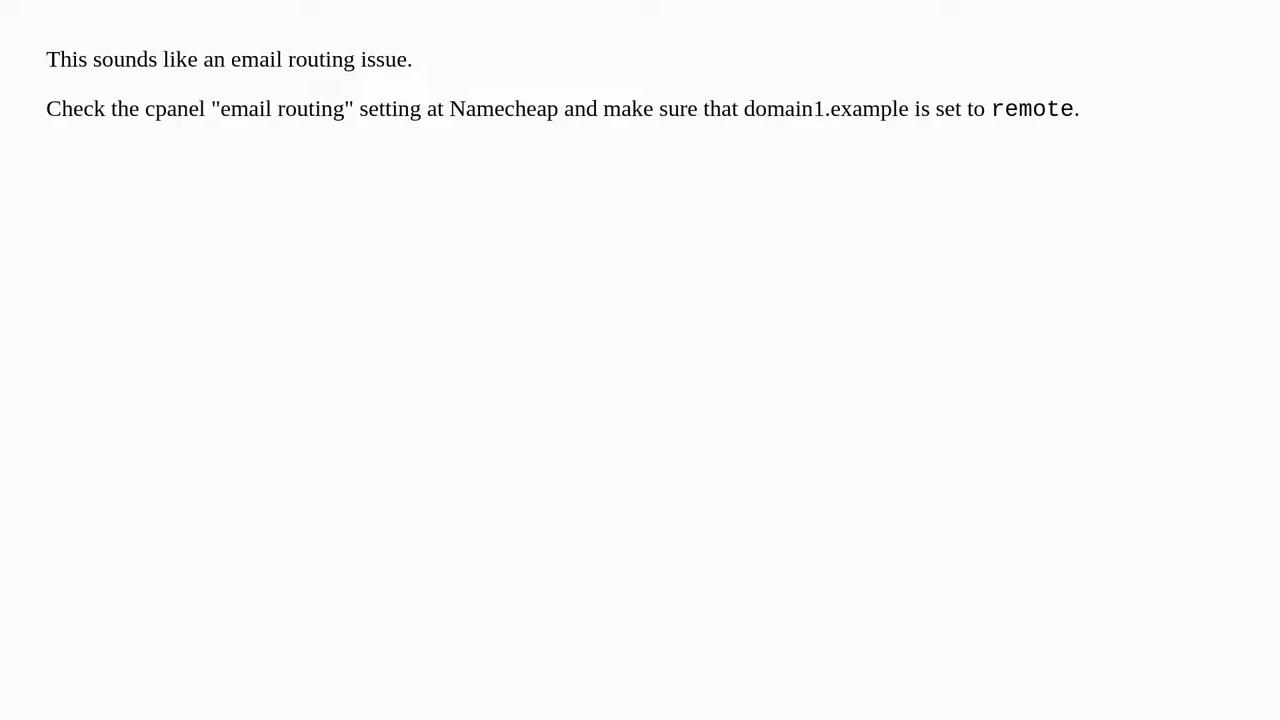 This sounds like an email routing issue.
Check the cpanel "email routing" setting at Namecheap and make sure that domain1.example is set to remote.